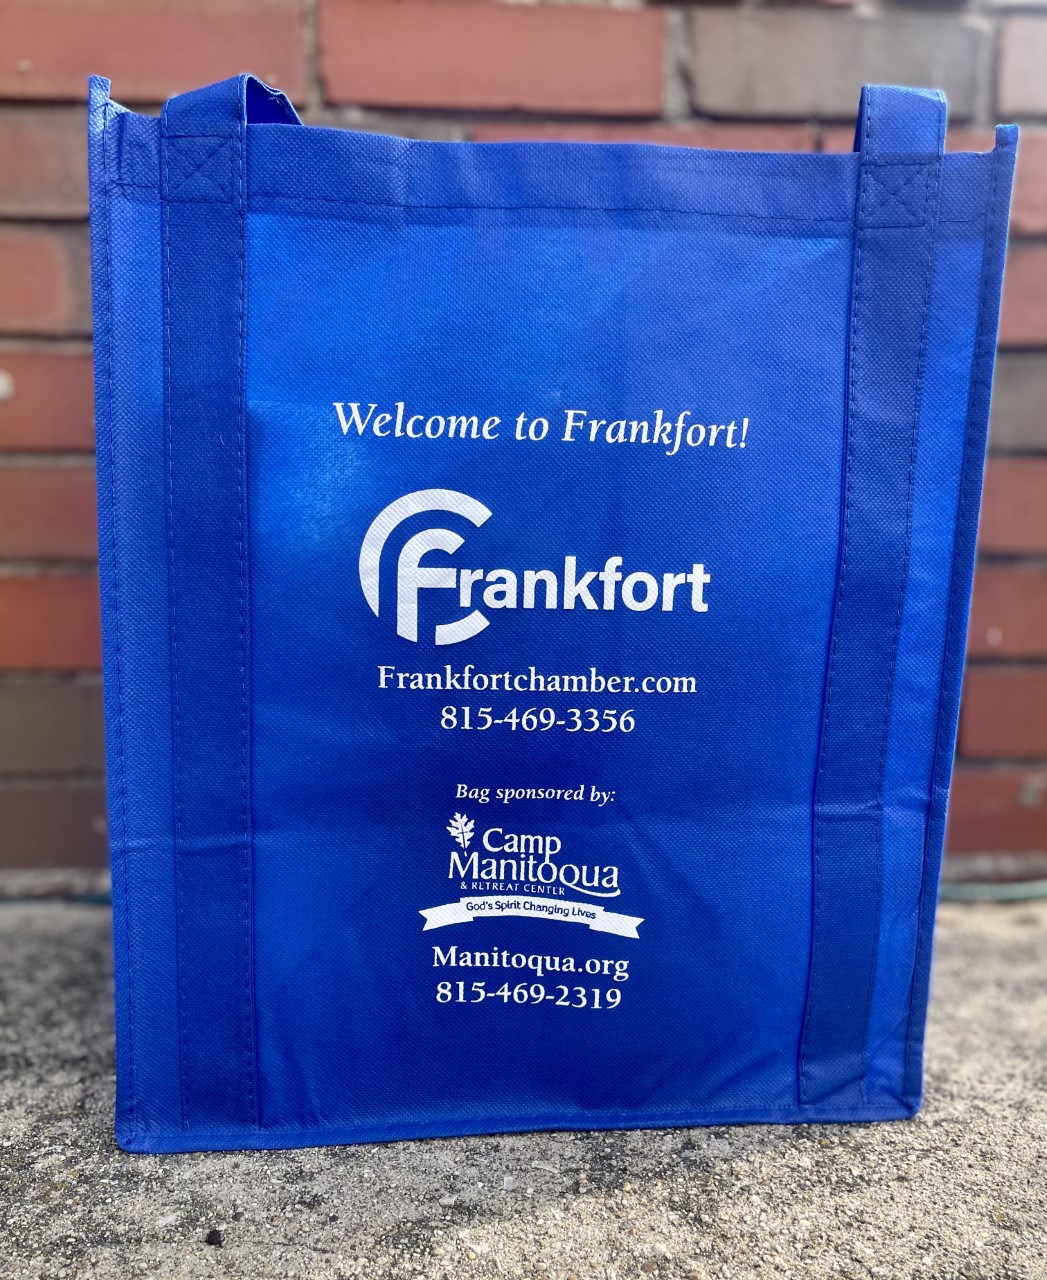 Welcome to Frankfort!
Frankfort
Frankfortchamber.com
815-469-3356
Bag sponsored by:
Camp
Manitoqua
& RETREAT CENTER
God's Spirit Changing Lives
Manitoqua.org
815-469-2319